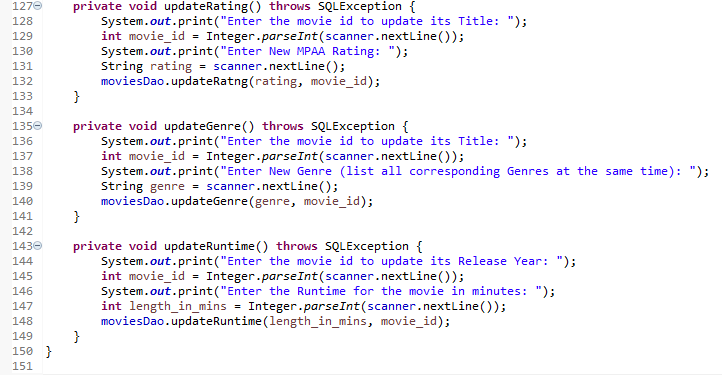 127 private void updateRating() throws SQLException {
128 System.out.print("Enter the movie id to update its Title: ");
129 int movie_id = Integer.parseInt(scanner.nextLine());
130 System.out.print("Enter New MPAA Rating: ");
131 String rating = scanner.nextLine();
132 moviesDao.updateRatng(rating, movie_id);
133 }
134
135 private void updateGenre() throws SQLException {
136 System.out.print("Enter the movie id to update its Title: ");
137 int movie_id = Integer.parseInt(scanner.nextLine());
138 System.out.print("Enter New Genre (list all corresponding Genres at the same time): ");
139 String genre = scanner.nextLine();
140 moviesDao.updateGenre(genre, movie_id);
141 }
142
143 private void updateRuntime() throws SQLException {
144 System.out.print("Enter the movie id to update its Release Year: ");
145 int movie_id = Integer.parseInt(scanner.nextLine());
146 System.out.print("Enter the Runtime for the movie in minutes: ");
147 int length_in_mins = Integer.parseInt(scanner.nextLine());
148 moviesDao.updateRuntime(length_in_mins, movie_id);
149 }
150 }
151